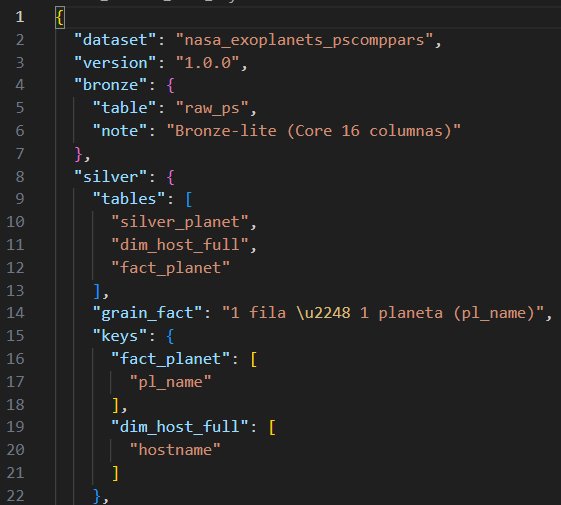 1 {
2 "dataset": "nasa_exoplanets_pscomppars",
3 "version": "1.0.0",
4 "bronze": {
5 "table": "raw_ps",
6 "note": "Bronze-lite (Core 16 columnas)"
7 },
8 "silver": {
9 "tables": [
10 "silver_planet",
11 "dim_host_full",
12 "fact_planet"
13 ],
14 "grain_fact": "1 fila \u2248 1 planeta (pl_name)",
15 "keys": {
16 "fact_planet": [
17 "pl_name"
18 ],
19 "dim_host_full": [
20 "hostname"
21 ]
22 },